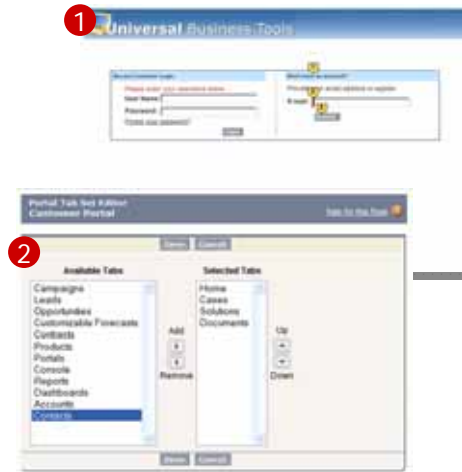 1
Universal Business Tools
User Name
Password
E-mail
Portal Tab Set Editor
Customer Portal
Help for this Page
2
Save Cancel
Available Tabs Selected Tabs
Campaigns
Leads
Opportunities
Customizable Forecasts
Contracts
Products
Portals
Console
Reports
Dashboards
Accounts
Contacts
Add
Remove
Home
Cases
Solutions
Documents
Up
Down
Save Cancel